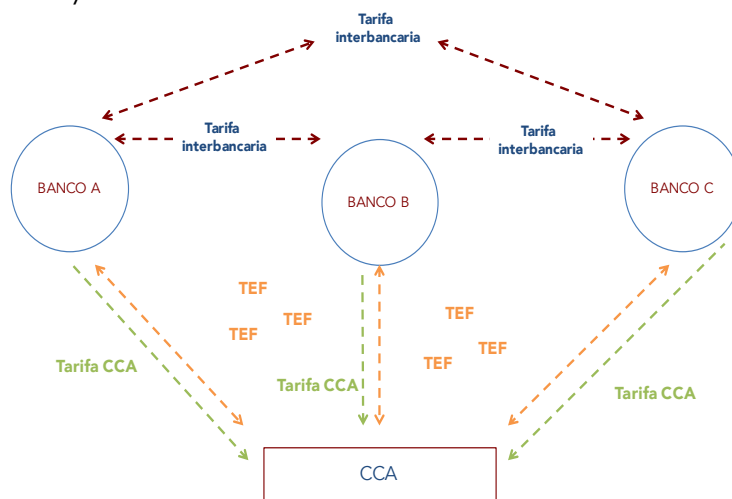 Tarifa
interbancaria
Tarifa
interbancaria
Tarifa
interbancaria
BANCO A
BANCO B
BANCO C
TEF
TEF
TEF
TEF
TEF
TEF
Tarifa CCA
Tarifa CCA
Tarifa CCA
CCA